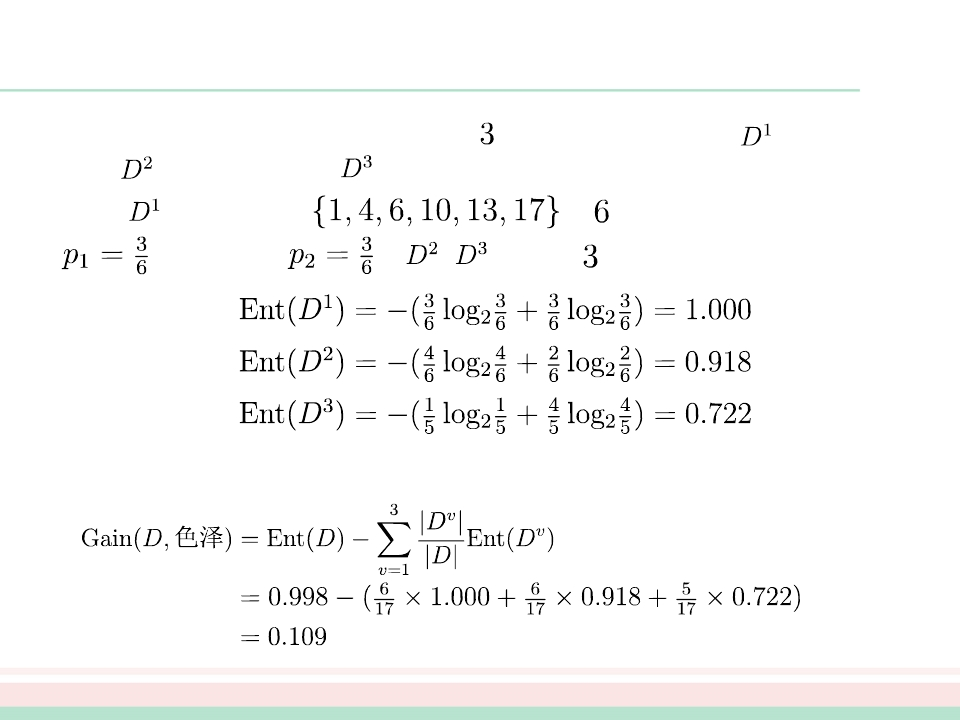 3 D¹
D² D³
D¹ {1, 4, 6, 10, 13, 17} 6
p₁ = 3/6 p₂ = 3/6 D² D³ 3
Ent(D¹) = −(3/6 log₂ 3/6 + 3/6 log₂ 3/6) = 1.000
Ent(D²) = −(4/6 log₂ 4/6 + 2/6 log₂ 2/6) = 0.918
Ent(D³) = −(1/5 log₂ 1/5 + 4/5 log₂ 4/5) = 0.722
Gain(D, 色泽) = Ent(D) − ∑_{v=1}^{3} |Dᵛ|/|D| Ent(Dᵛ)
= 0.998 − (6/17 × 1.000 + 6/17 × 0.918 + 5/17 × 0.722)
= 0.109